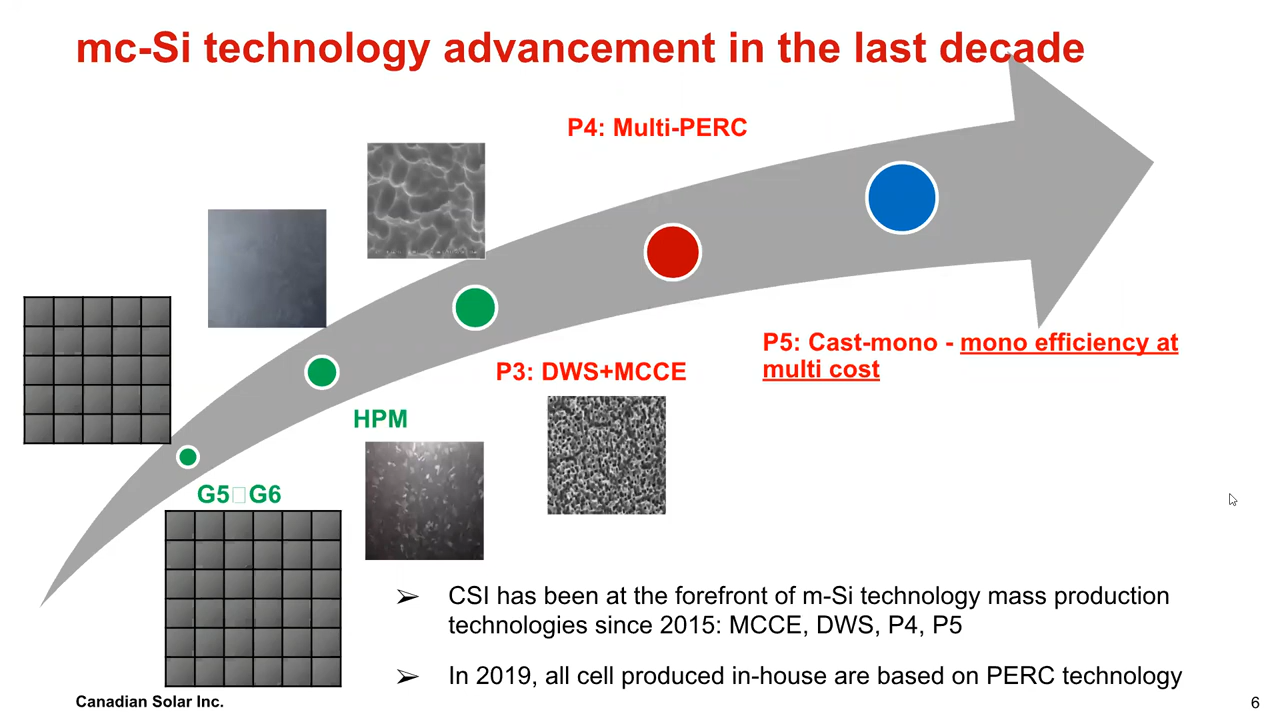 mc-Si technology advancement in the last decade
P4: Multi-PERC
P5: Cast-mono - mono efficiency at
multi cost
P3: DWS+MCCE
HPM
G5□G6
➢ CSI has been at the forefront of m-Si technology mass production
technologies since 2015: MCCE, DWS, P4, P5
➢ In 2019, all cell produced in-house are based on PERC technology
Canadian Solar Inc.
6